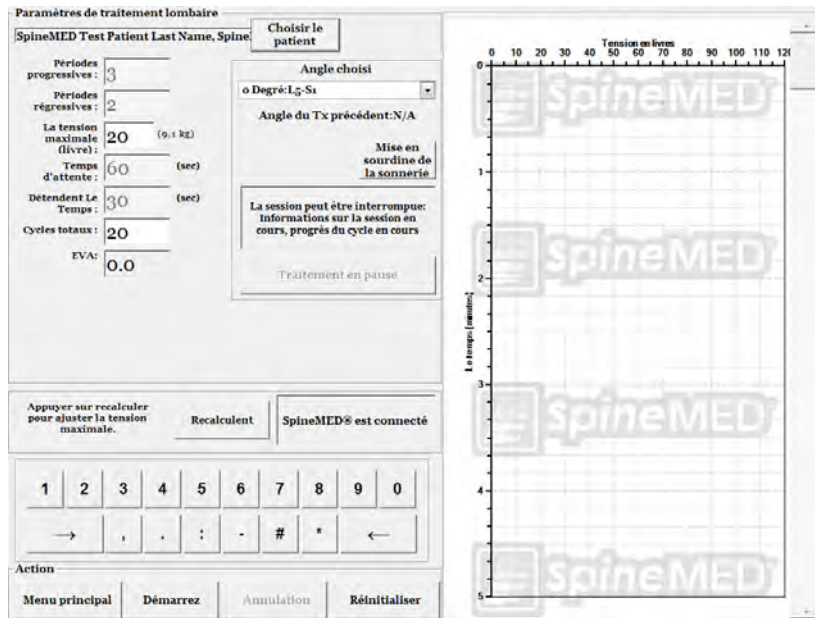 Paramètres de traitement lombaire
SpineMED Test Patient Last Name, Spine
Choisir le
patient
Périodes
progressives :
3
Périodes
régressives :
2
La tension
maximale
(livre) :
20
(9.1 kg)
Temps
d'attente :
60
(sec)
Détendent Le
Temps :
30
(sec)
Cycles totaux :
20
EVA:
0.0
Angle choisi
0 Degré:L5-S1
Angle du Tx précédent:N/A
Mise en
sourdine de
la sonnerie
La session peut être interrompue:
Informations sur la session en
cours, progrès du cycle en cours
Traitement en pause
Appuyer sur recalculer
pour ajuster la tension
maximale.
Recalculent
SpineMED® est connecté
1 2 3 4 5 6 7 8 9 0
→ , . : - # * ←
Action
Menu principal
Démarrez
Annulation
Réinitialiser
Tension en livres
0 10 20 30 40 50 60 70 80 90 100 110 120
Le temps (minutes)
0
1
2
3
4
5
SpineMED
SpineMED
SpineMED
SpineMED